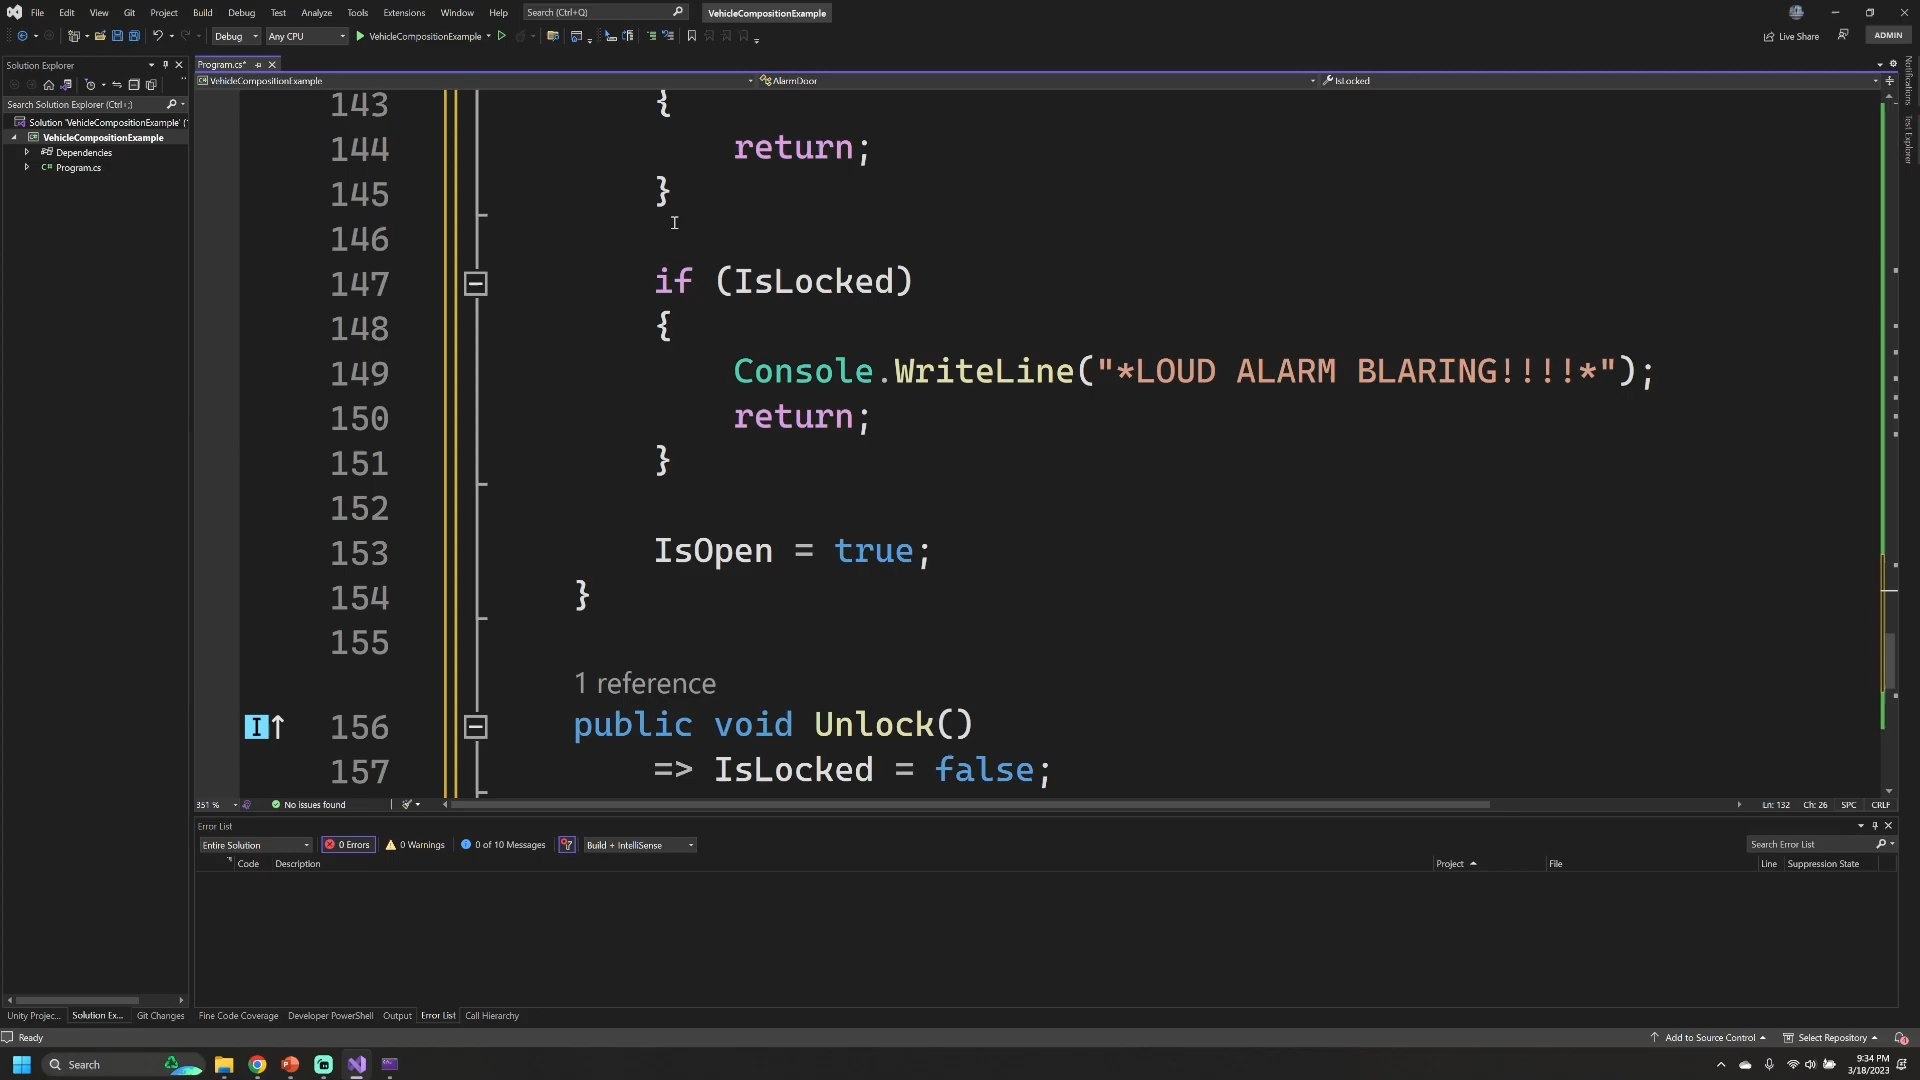 File Edit View Git Project Build Debug Test Analyze Tools Extensions Window Help Search (Ctrl+Q) VehicleCompositionExample
Debug Any CPU VehicleCompositionExample Live Share ADMIN
Solution Explorer
Program.cs*
VehicleCompositionExample AlarmDoor IsLocked
Search Solution Explorer (Ctrl+;)
Solution 'VehicleCompositionExample' (
VehicleCompositionExample
Dependencies
C# Program.cs
Notifications
Test Explorer
143 {
144 return;
145 }
146
147 if (IsLocked)
148 {
149 Console.WriteLine("*LOUD ALARM BLARING!!!!*");
150 return;
151 }
152
153 IsOpen = true;
154 }
155
1 reference
156 public void Unlock()
157 => IsLocked = false;
351 % No issues found Ln: 132 Ch: 26 SPC CRLF
Error List
Entire Solution 0 Errors 0 Warnings 0 of 10 Messages Build + IntelliSense Search Error List
Code Description Project File Line Suppression State
Unity Projec... Solution Ex... Git Changes Fine Code Coverage Developer PowerShell Output Error List Call Hierarchy
Ready Add to Source Control Select Repository
Search 9:34 PM
3/18/2023